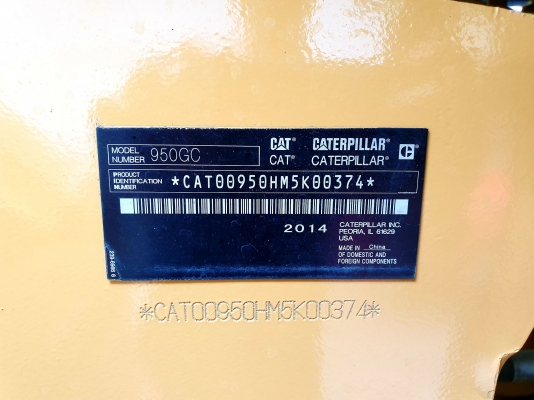 MODEL NUMBER 950GC
CAT CATERPILLAR
CAT® CATERPILLAR®
PRODUCT IDENTIFICATION NUMBER *CAT00950HM5K00374*
2014
CATERPILLAR INC.
PEORIA, IL 61629
USA
MADE IN China
OF DOMESTIC AND
FOREIGN COMPONENTS
*CAT00950HM5K00374*